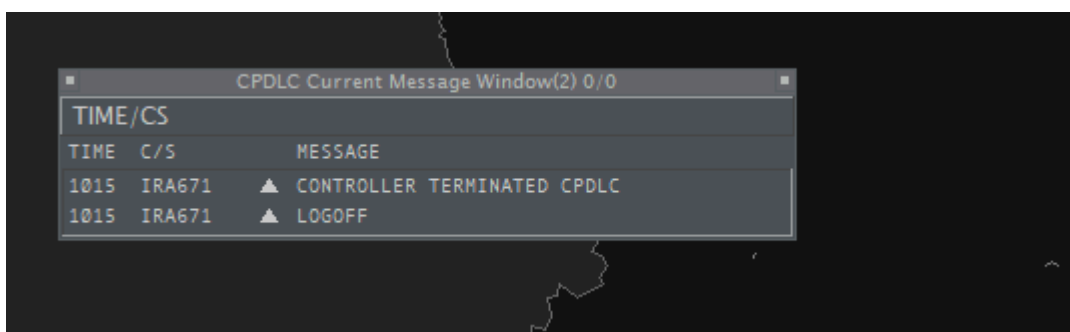 CPDLC Current Message Window(2) 0/0
TIME/CS
TIME C/S MESSAGE
1015 IRA671 ▲ CONTROLLER TERMINATED CPDLC
1015 IRA671 ▲ LOGOFF